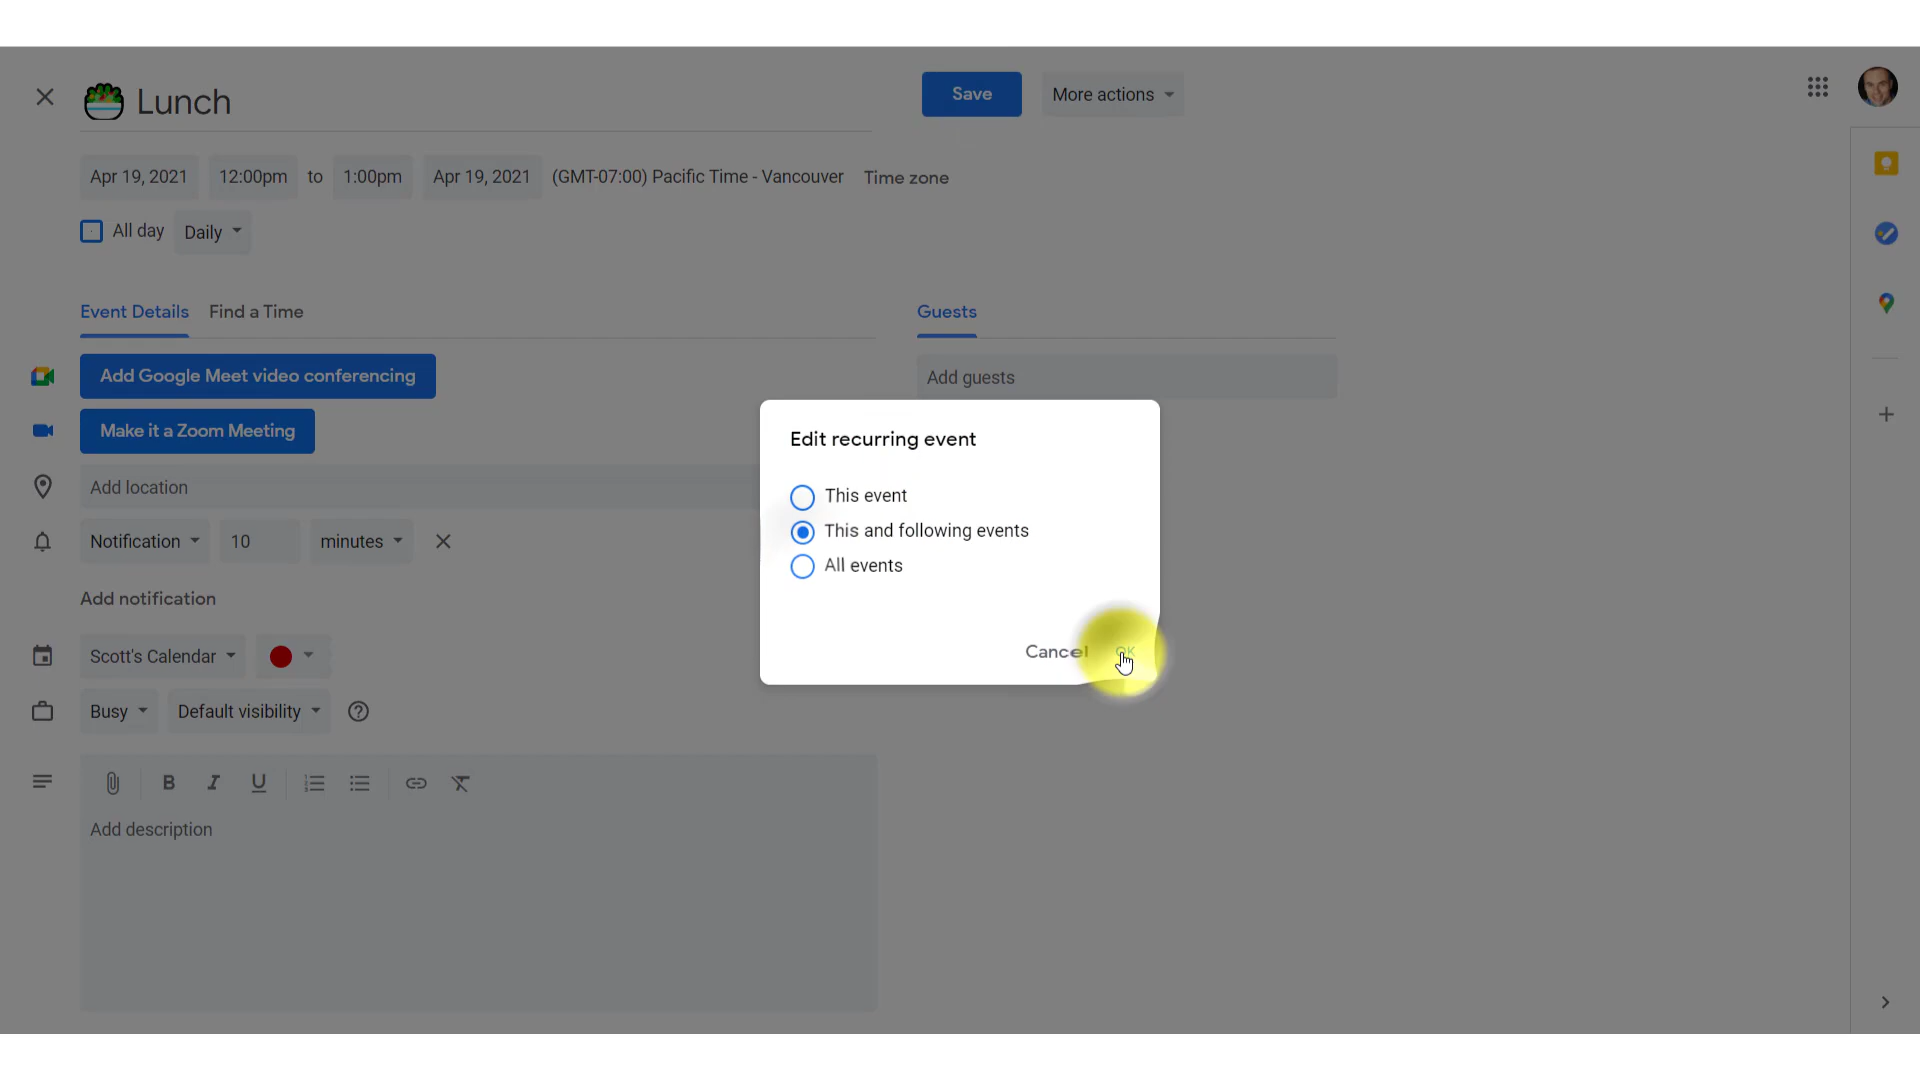 Lunch
Save
More actions
Apr 19, 2021 12:00pm to 1:00pm Apr 19, 2021 (GMT-07:00) Pacific Time - Vancouver Time zone
All day Daily
Event Details Find a Time
Guests
Add Google Meet video conferencing
Add guests
Make it a Zoom Meeting
Edit recurring event
This event
This and following events
All events
Cancel OK
Add location
Notification 10 minutes
Add notification
Scott's Calendar
Busy Default visibility
B I U
Add description